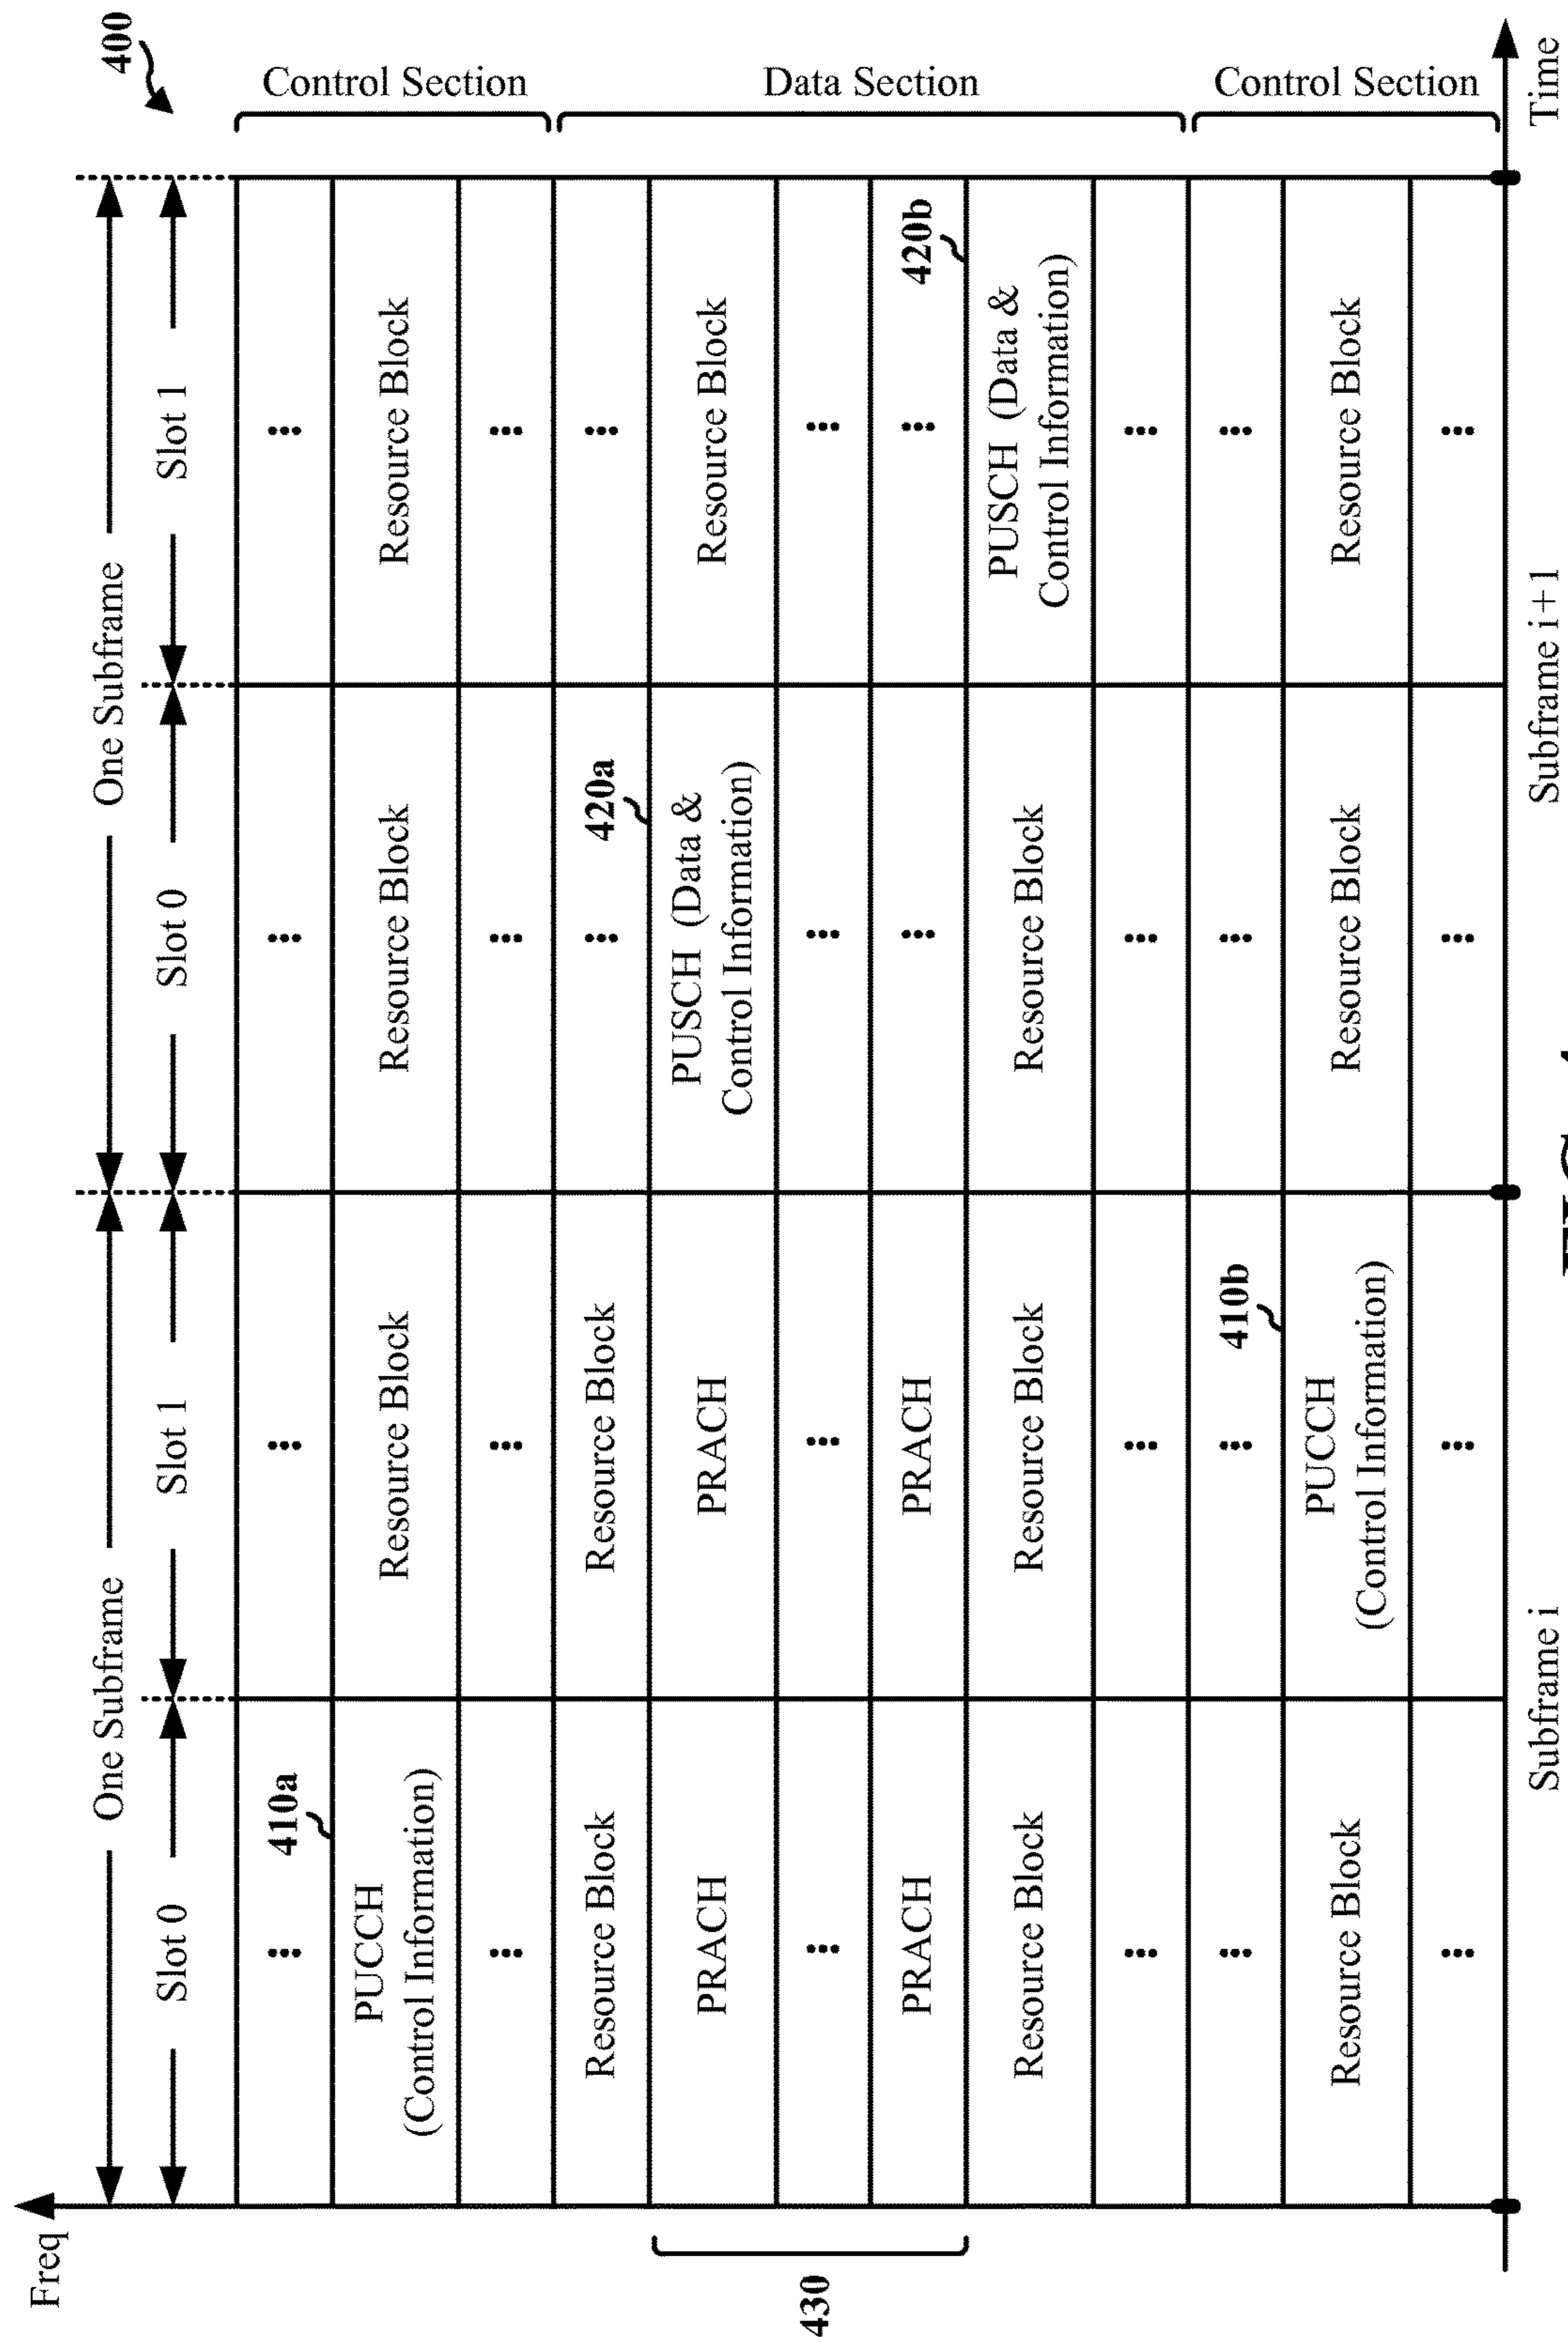 Freq
400
One Subframe
One Subframe
Slot 0
Slot 1
Slot 0
Slot 1
Control Section
... ... ... ...
410a
PUCCH
(Control Information)
Resource Block
Resource Block
Resource Block
... ... ... ...
Data Section
Resource Block
Resource Block
...
420a
...
430
PRACH
PRACH
PUSCH (Data &
Control Information)
Resource Block
... ... ... ...
PRACH
PRACH
...
...
420b
Resource Block
Resource Block
Resource Block
PUSCH (Data &
Control Information)
... ... ... ...
Control Section
... ... ... ...
410b
Resource Block
PUCCH
(Control Information)
Resource Block
Resource Block
... ... ... ...
Subframe i
Subframe i+1
Time